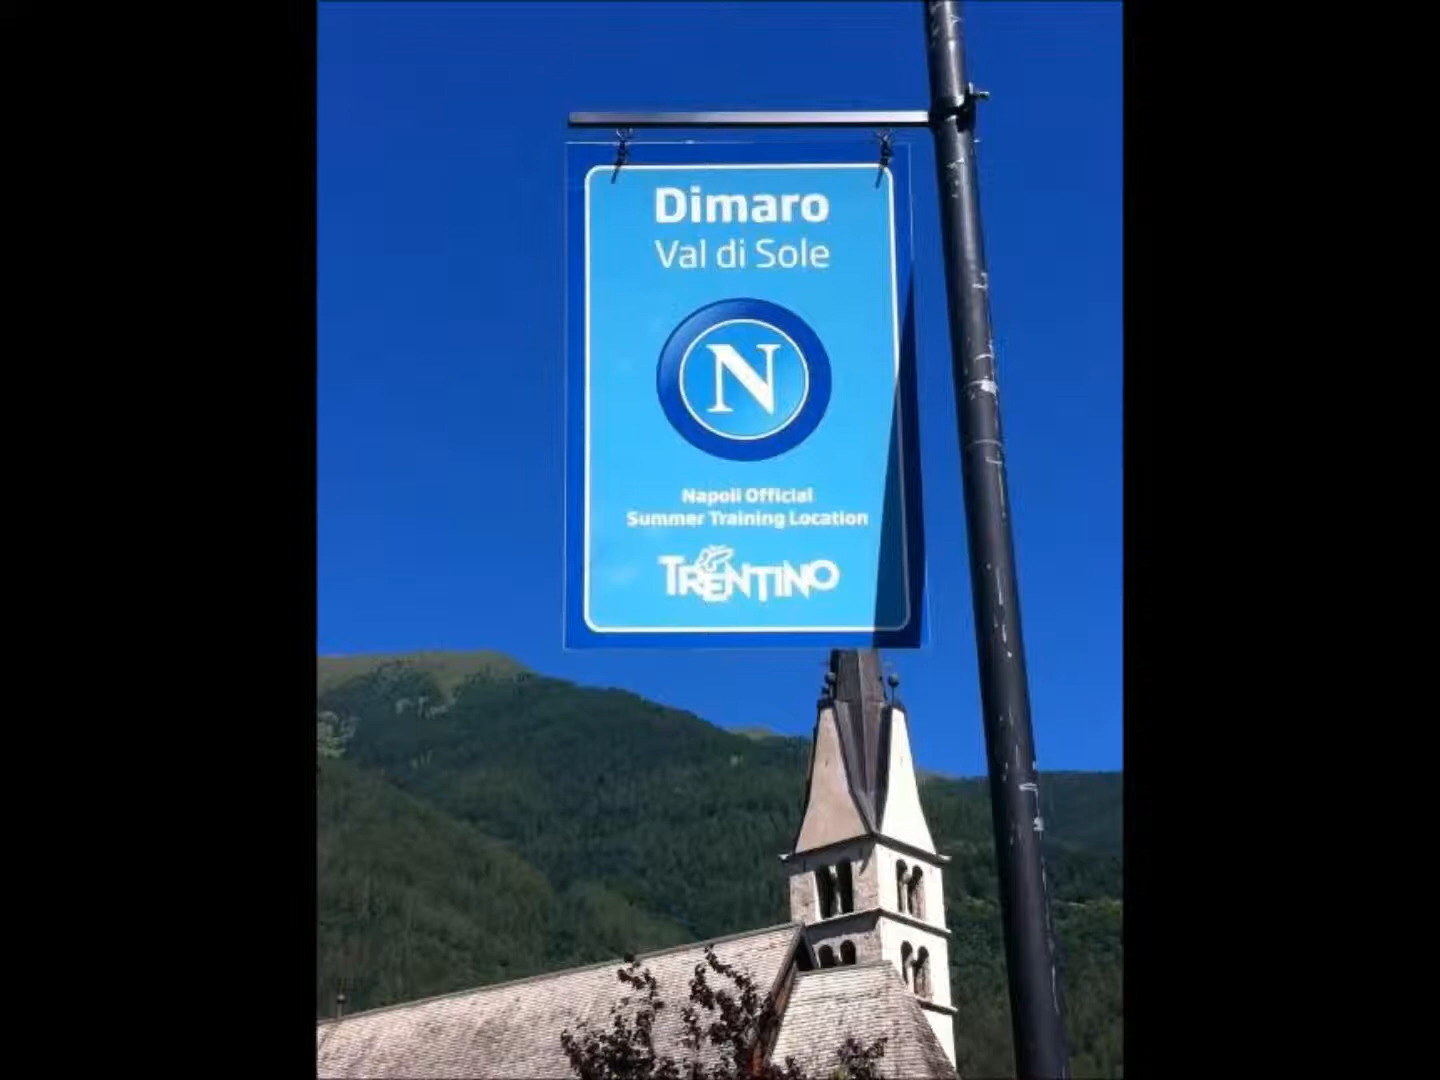 Dimaro
Val di Sole
N
Napoli Official
Summer Training Location
TRENTINO